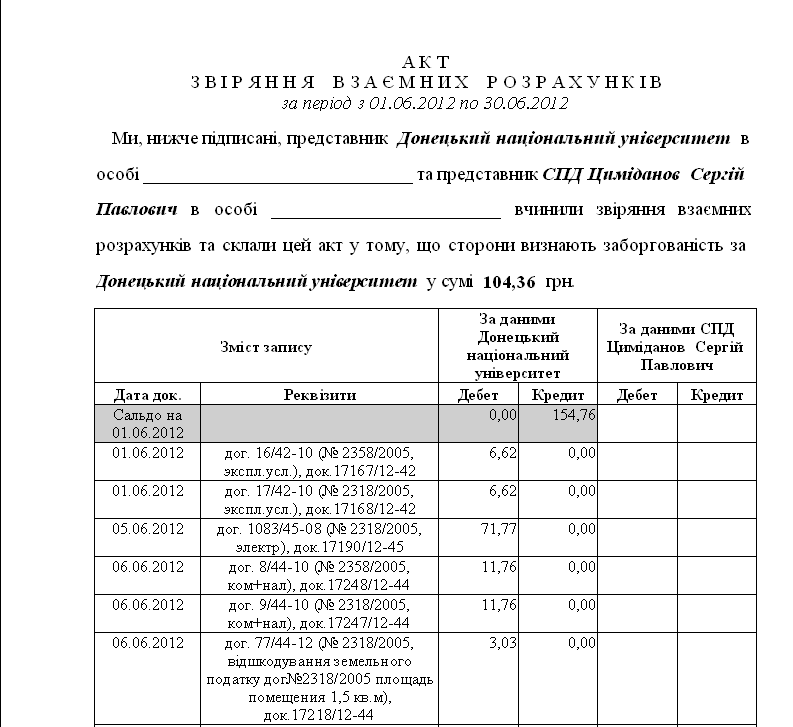 АКТ
ЗВІРЯННЯ ВЗАЄМНИХ РОЗРАХУНКІВ
за період з 01.06.2012 по 30.06.2012
Ми, нижче підписані, представник Донецький національний університет в
особі ______________________________ та представник СПД Циміданов Сергій
Павлович в особі _________________________ вчинили звіряння взаємних
розрахунків та склали цей акт у тому, що сторони визнають заборгованість за
Донецький національний університет у сумі 104,36 грн.
Зміст запису
За даними
Донецький
національний
університет
За даними СПД
Циміданов Сергій
Павлович
Дата док. Реквізити Дебет Кредит Дебет Кредит
Сальдо на 0,00 154,76
01.06.2012
01.06.2012 дог. 16/42-10 (№ 2358/2005, 6,62 0,00
экспл.усл.), док.17167/12-42
01.06.2012 дог. 17/42-10 (№ 2318/2005, 6,62 0,00
экспл.усл.), док.17168/12-42
05.06.2012 дог. 1083/45-08 (№ 2318/2005, 71,77 0,00
электр), док.17190/12-45
06.06.2012 дог. 8/44-10 (№ 2358/2005, 11,76 0,00
ком+нал), док.17248/12-44
06.06.2012 дог. 9/44-10 (№ 2318/2005, 11,76 0,00
ком+нал), док.17247/12-44
06.06.2012 дог. 77/44-12 (№ 2318/2005, 3,03 0,00
відшкодування земельного
податку дог№2318/2005 площадь
помещения 1,5 кв.м),
док.17218/12-44